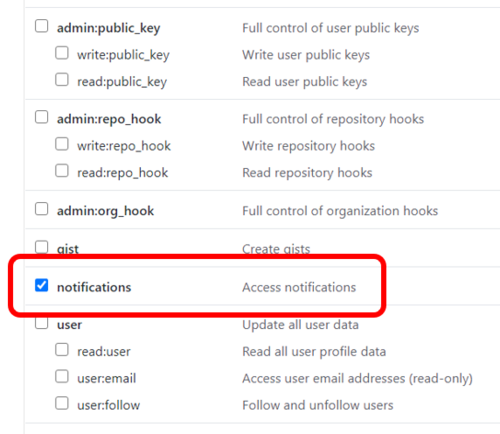 admin:public_key Full control of user public keys
write:public_key Write user public keys
read:public_key Read user public keys
admin:repo_hook Full control of repository hooks
write:repo_hook Write repository hooks
read:repo_hook Read repository hooks
admin:org_hook Full control of organization hooks
gist Create gists
notifications Access notifications
user Update all user data
read:user Read all user profile data
user:email Access user email addresses (read-only)
user:follow Follow and unfollow users